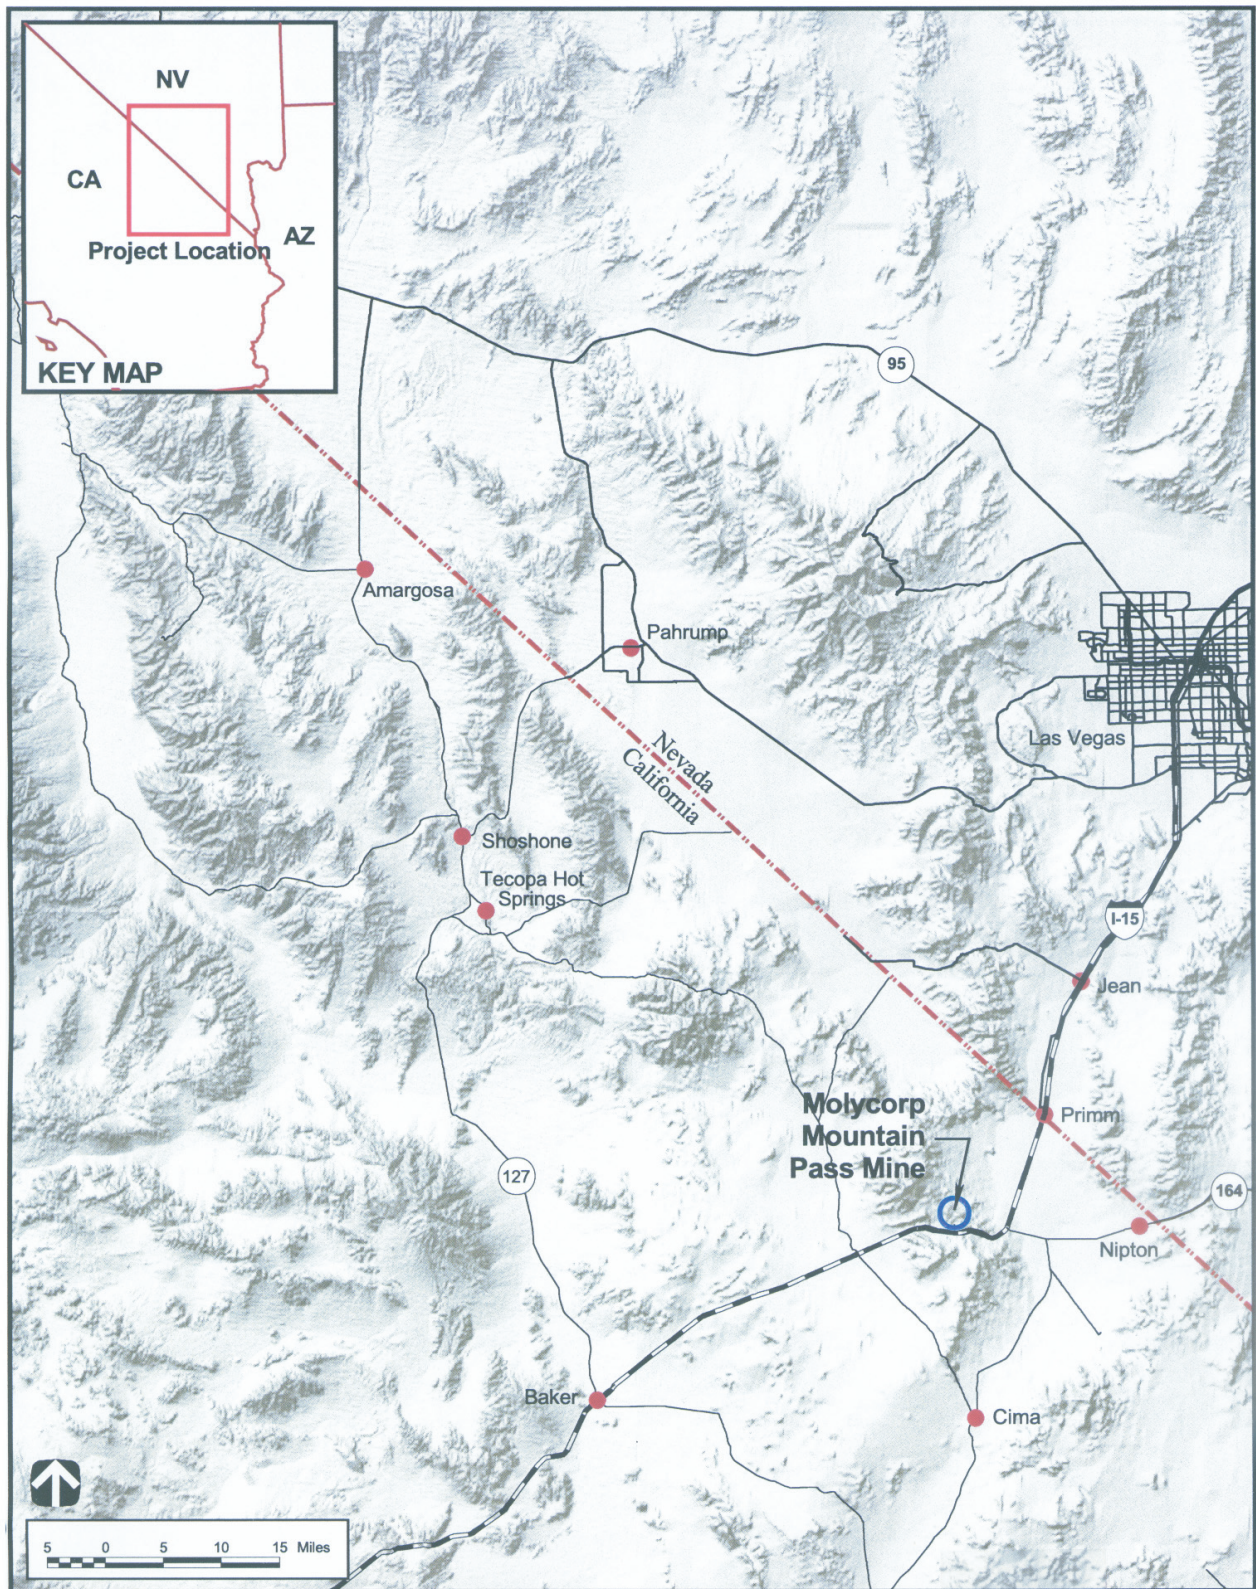 NV
CA
AZ
Project Location
KEY MAP
95
Amargosa
Pahrump
Nevada
California
Las Vegas
Shoshone
Tecopa Hot
Springs
I-15
Jean
Molycorp
Mountain
Pass Mine
Primm
127
164
Nipton
Baker
Cima
5 0 5 10 15 Miles